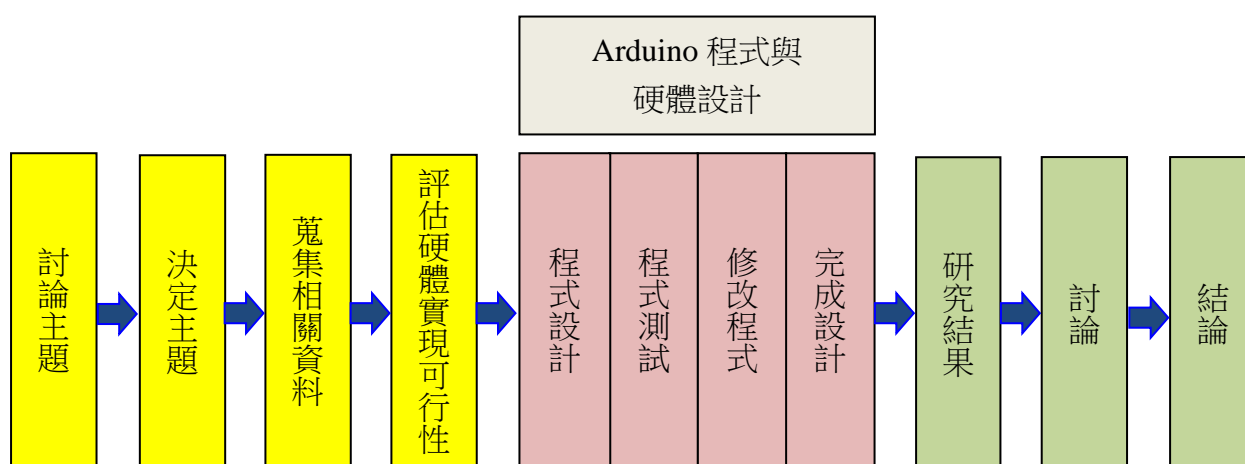 Arduino 程式與
硬體設計
討論主題
決定主題
蒐集相關資料
評估硬體實現可行性
程式設計
程式測試
修改程式
完成設計
研究結果
討論
結論